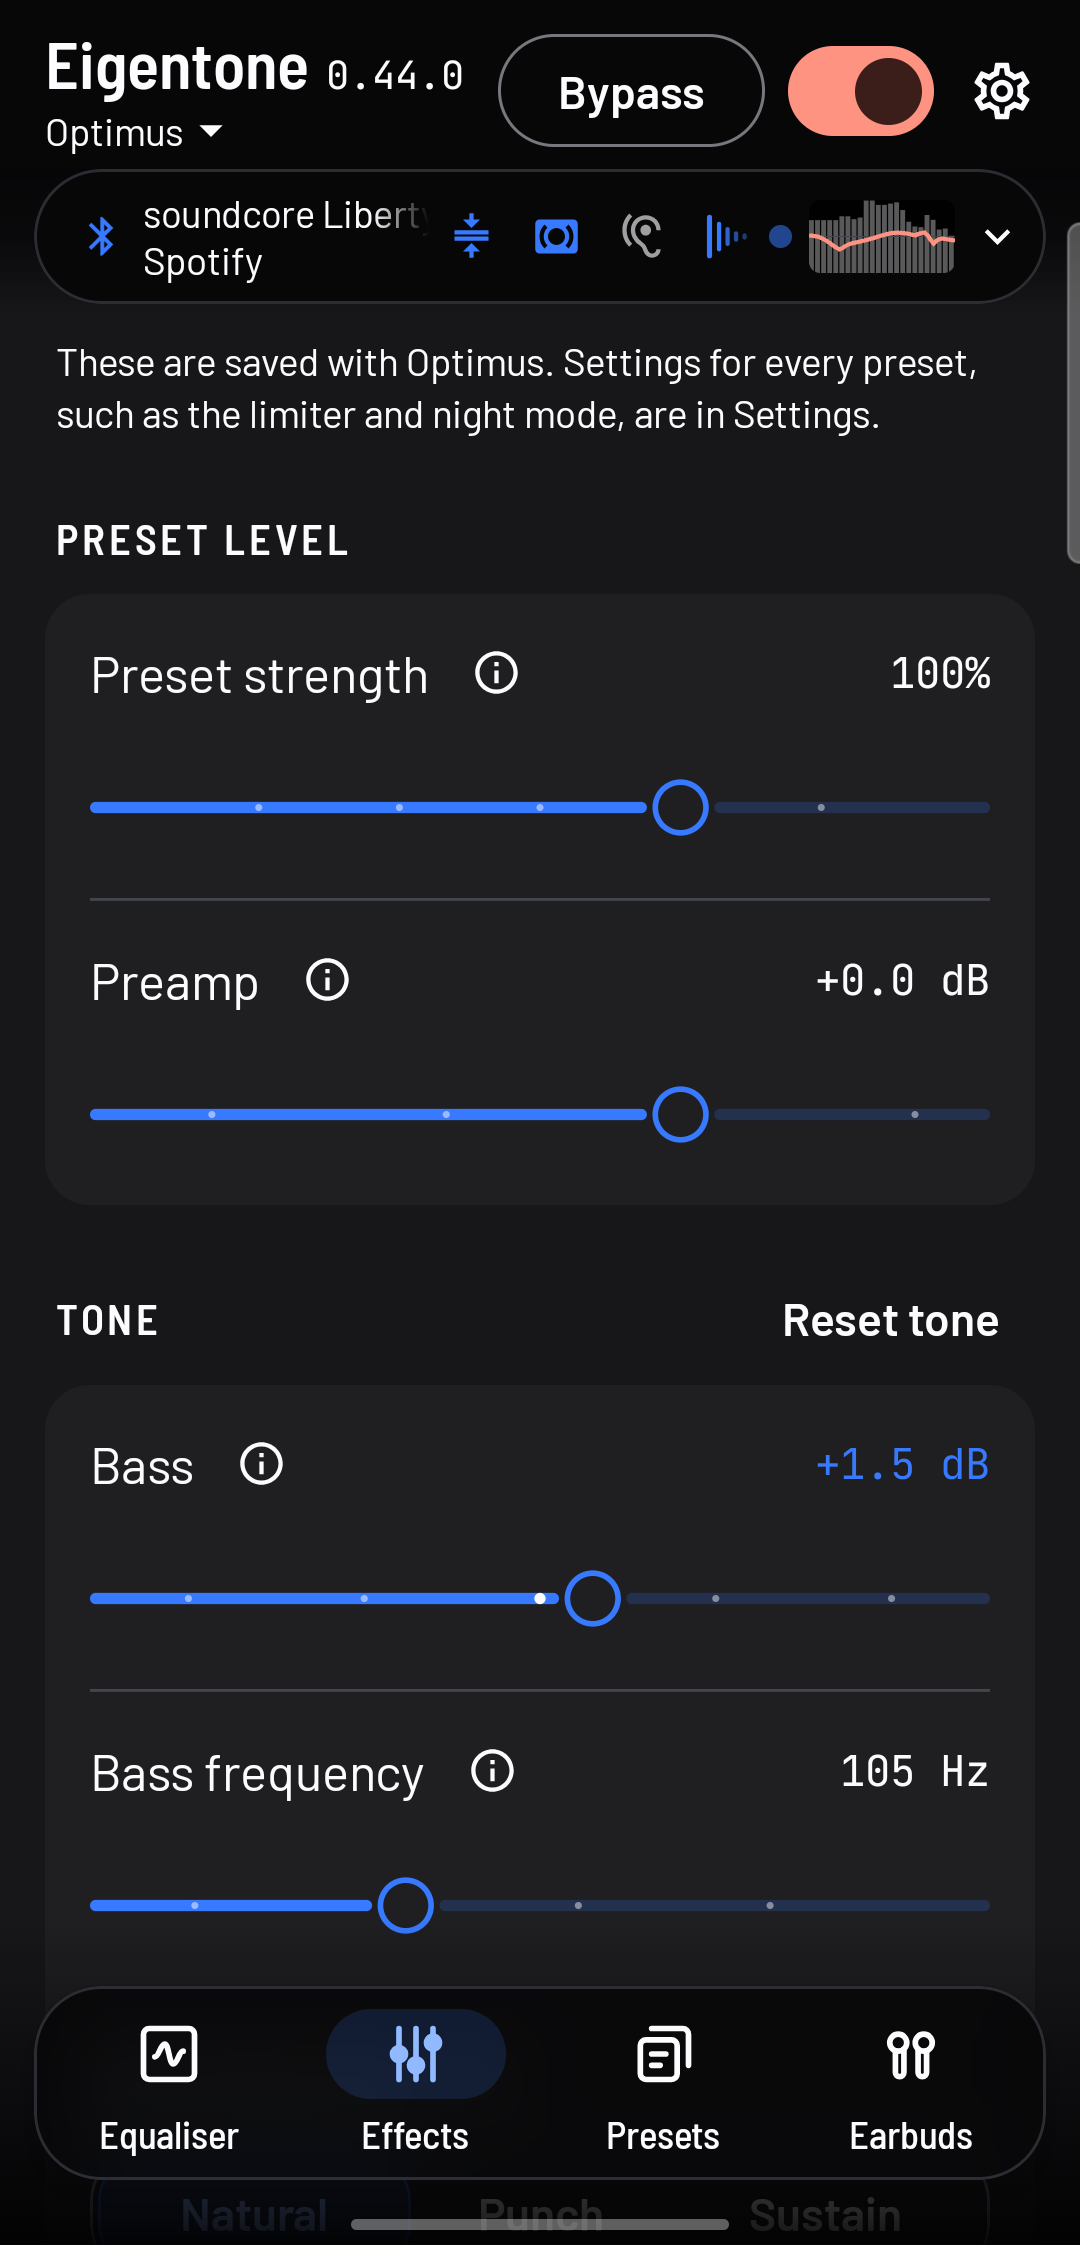 Eigentone 0.44.0
Optimus
Bypass
soundcore Liberty
Spotify
These are saved with Optimus. Settings for every preset,
such as the limiter and night mode, are in Settings.
PRESET LEVEL
Preset strength 100%
Preamp +0.0 dB
TONE Reset tone
Bass +1.5 dB
Bass frequency 105 Hz
Equaliser Effects Presets Earbuds
Natural Punch Sustain